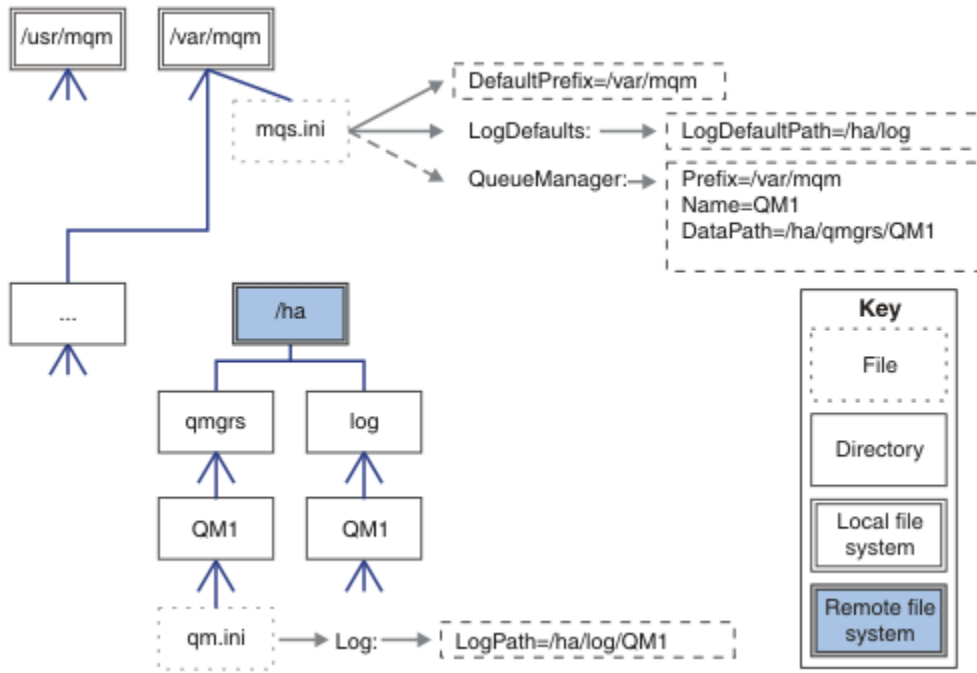 /usr/mqm
/var/mqm
mqs.ini
DefaultPrefix=/var/mqm
LogDefaults:
LogDefaultPath=/ha/log
QueueManager:
Prefix=/var/mqm
Name=QM1
DataPath=/ha/qmgrs/QM1
...
/ha
qmgrs
log
QM1
QM1
qm.ini
Log:
LogPath=/ha/log/QM1
Key
File
Directory
Local file
system
Remote file
system